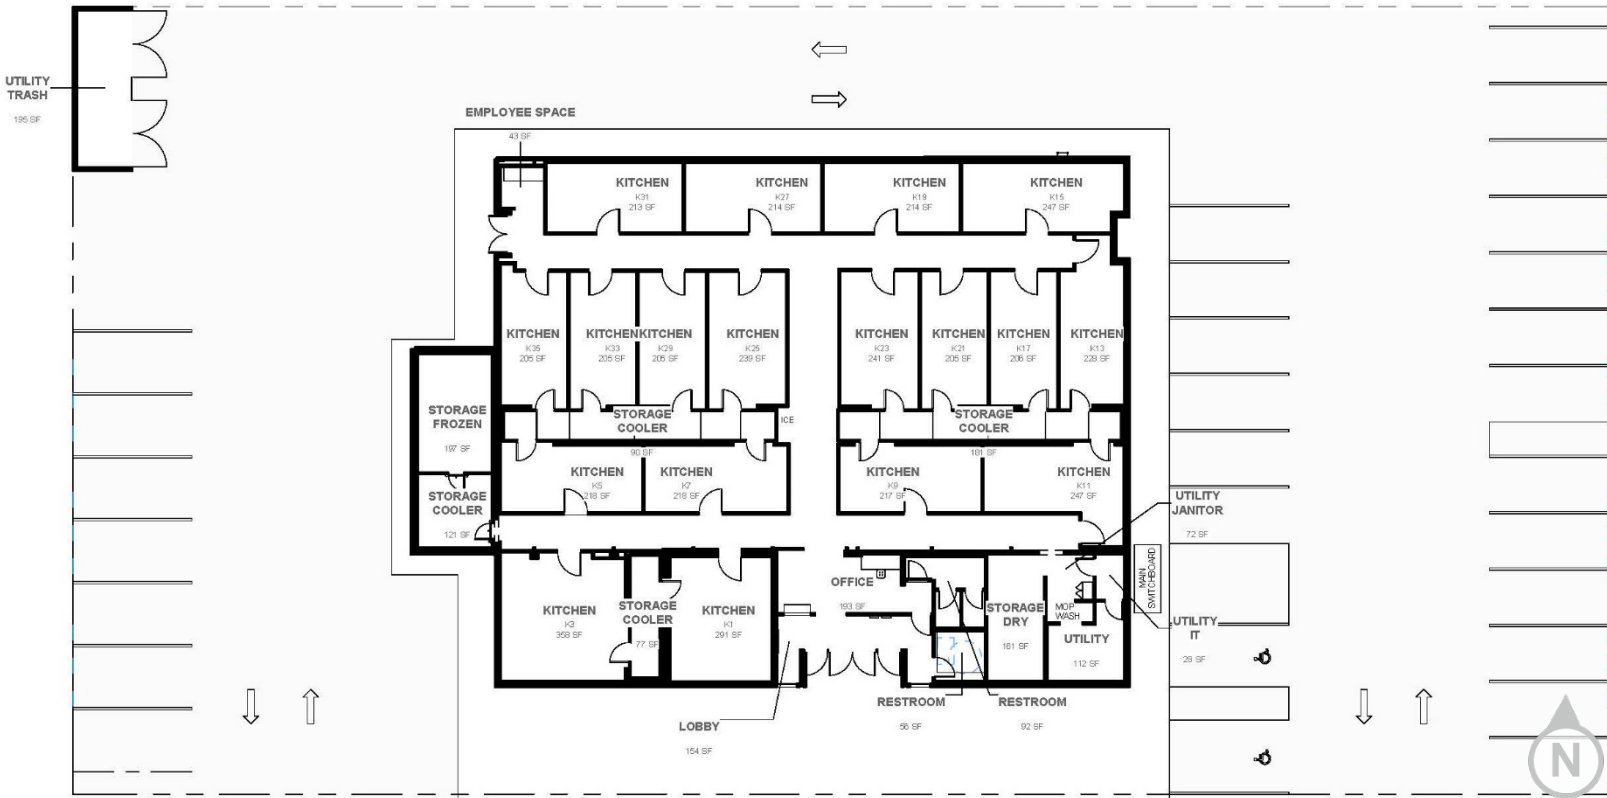 UTILITY
TRASH
195 SF
EMPLOYEE SPACE
43 SF
KITCHEN
K31
213 SF
KITCHEN
K27
214 SF
KITCHEN
K19
214 SF
KITCHEN
K15
247 SF
KITCHEN
K35
205 SF
KITCHEN
K33
205 SF
KITCHEN
K29
205 SF
KITCHEN
K25
239 SF
KITCHEN
K23
241 SF
KITCHEN
K21
205 SF
KITCHEN
K17
206 SF
KITCHEN
K13
228 SF
STORAGE
FROZEN
197 SF
STORAGE
COOLER
90 SF
ICE
STORAGE
COOLER
181 SF
KITCHEN
K5
218 SF
KITCHEN
K7
218 SF
KITCHEN
K9
217 SF
KITCHEN
K11
247 SF
STORAGE
COOLER
121 SF
UTILITY
JANITOR
72 SF
MAIN
SWITCHBOARD
KITCHEN
K3
358 SF
STORAGE
COOLER
77 SF
KITCHEN
K1
291 SF
OFFICE
193 SF
STORAGE
DRY
161 SF
MOP
WASH
UTILITY
112 SF
UTILITY
IT
28 SF
LOBBY
154 SF
RESTROOM
56 SF
RESTROOM
92 SF
N